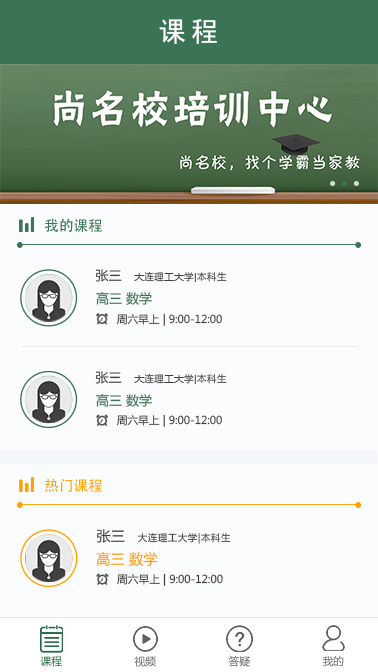 课程
尚名校培训中心
尚名校，找个学霸当家教
我的课程
张三 大连理工大学|本科生
高三 数学
周六早上 | 9:00-12:00
张三 大连理工大学|本科生
高三 数学
周六早上 | 9:00-12:00
热门课程
张三 大连理工大学|本科生
高三 数学
周六早上 | 9:00-12:00
课程 视频 答疑 我的